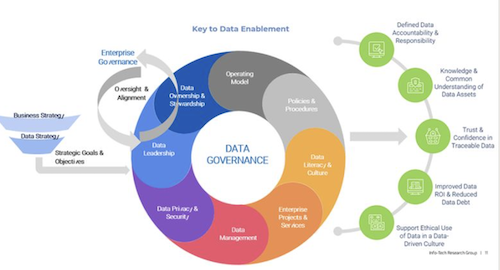 Key to Data Enablement
Enterprise
Governance
Oversight &
Alignment
Business Strategy
Data Strategy
Strategic Goals &
Objectives
Data
Ownership &
Stewardship
Operating
Model
Policies &
Procedures
Data
Leadership
DATA
GOVERNANCE
Data Literacy
& Culture
Data Privacy &
Security
Data
Management
Enterprise
Projects &
Services
Defined Data
Accountability &
Responsibility
Knowledge &
Common
Understanding of
Data Assets
Trust &
Confidence in
Traceable Data
Improved Data
ROI & Reduced
Data Debt
Support Ethical Use
of Data in a Data-
Driven Culture
Info-Tech Research Group | 11